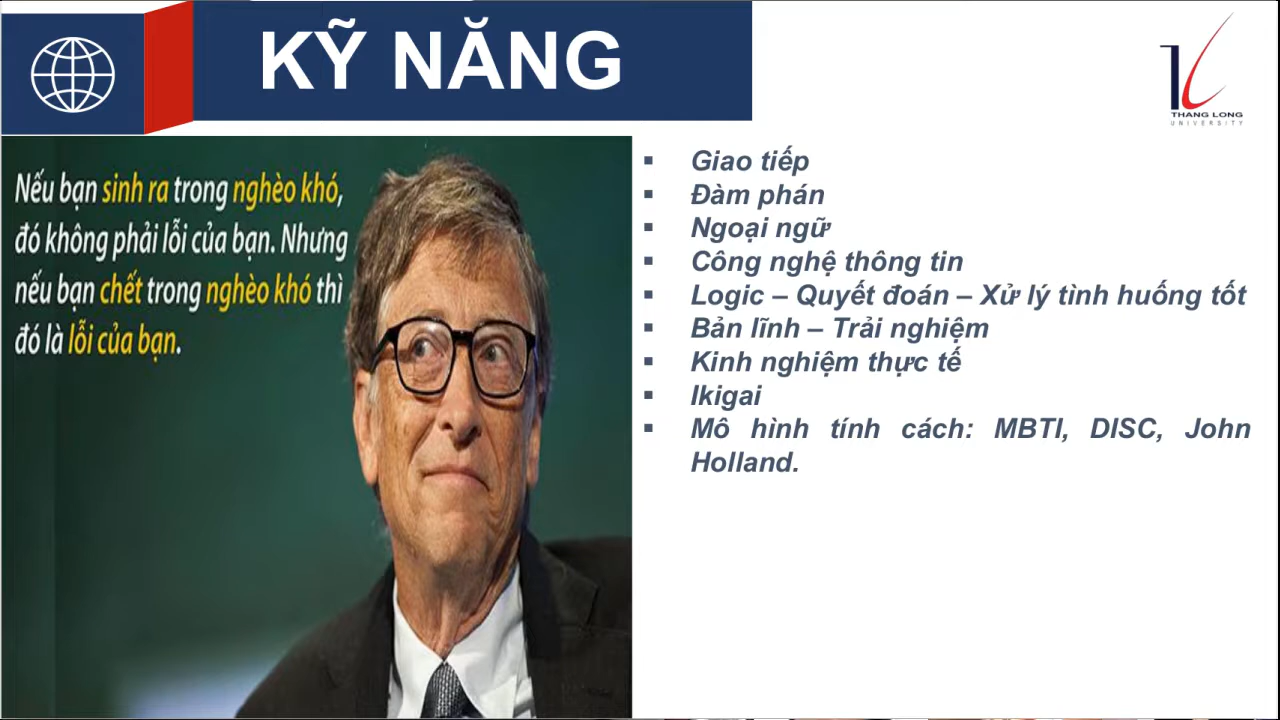 KỸ NĂNG
THANG LONG
UNIVERSITY
Nếu bạn sinh ra trong nghèo khó,
đó không phải lỗi của bạn. Nhưng
nếu bạn chết trong nghèo khó thì
đó là lỗi của bạn.
▪ Giao tiếp
▪ Đàm phán
▪ Ngoại ngữ
▪ Công nghệ thông tin
▪ Logic – Quyết đoán – Xử lý tình huống tốt
▪ Bản lĩnh – Trải nghiệm
▪ Kinh nghiệm thực tế
▪ Ikigai
▪ Mô hình tính cách: MBTI, DISC, John
Holland.